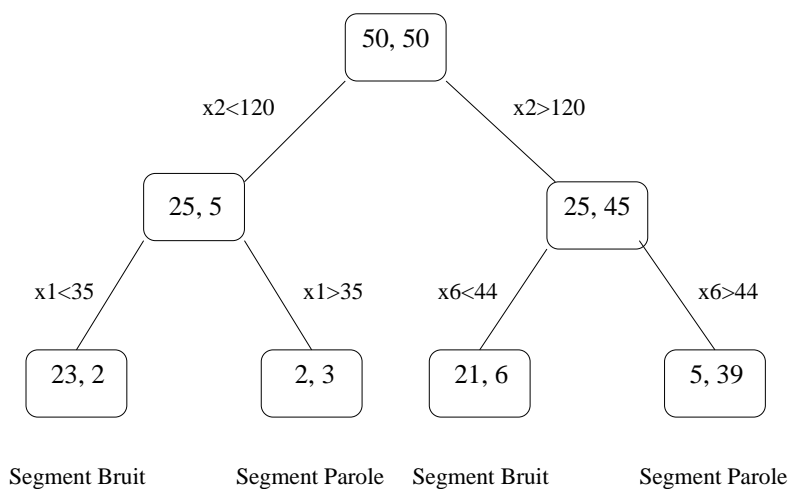 50, 50
x2<120
x2>120
25, 5
25, 45
x1<35
x1>35
x6<44
x6>44
23, 2
2, 3
21, 6
5, 39
Segment Bruit
Segment Parole
Segment Bruit
Segment Parole